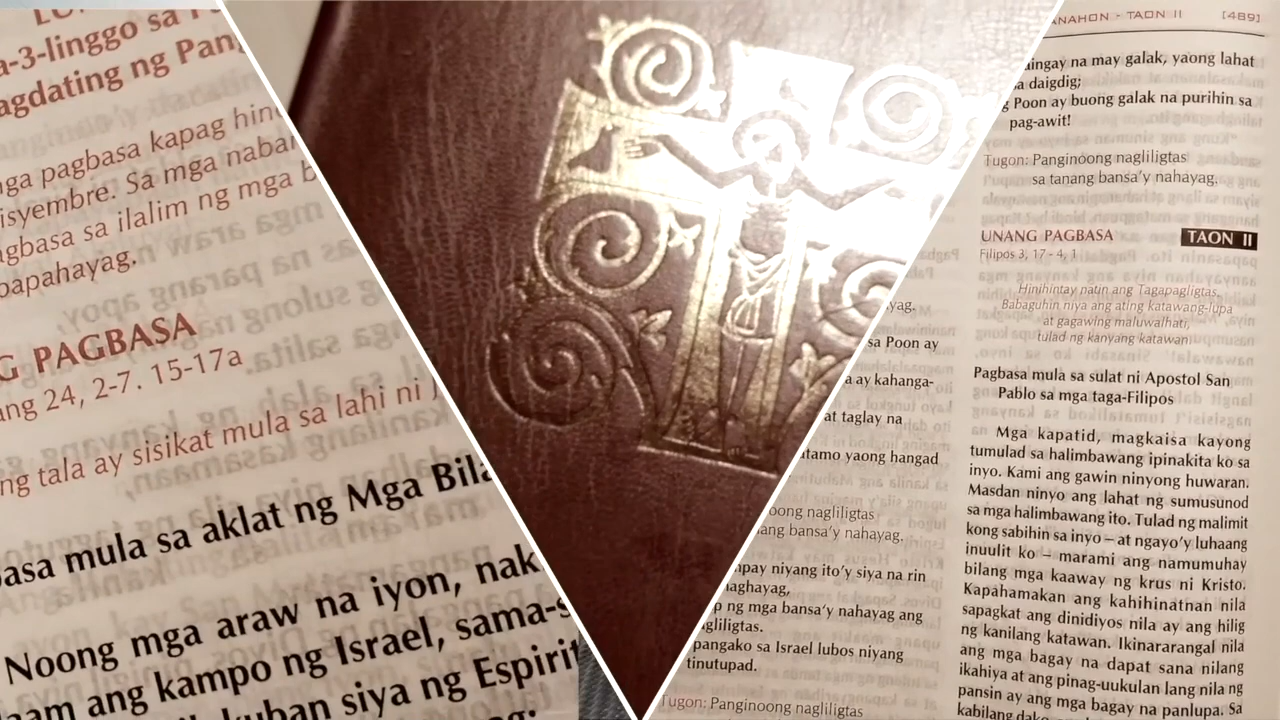 a-3-linggo sa
agdating ng
nga pagbasa kapag
isyembre. Sa mga
agbasa sa ilalim ng mga
papahayag.
G PAGBASA
ang 24, 2-7. 15-17a
ng tala ay sisikat mula sa lahi ni
basa mula sa aklat ng Mga
Noong mga araw na iyon, nak
ang kampo ng Israel, sama-s
siya ng Espirit
yag.
sa Poon ay
a ay kahanga-
at taglay na
tamo yaong hangad
oong nagliligtas
ang bansa'y nahayag.
mpay niyang ito'y siya na rin
naghayag,
p ng mga bansa'y nahayag ang
gliligtas.
pangako sa Israel lubos niyang
tinutupad.
Tugon: Panginoong nagliligtas
ANAHON - TAON II [489]
ingay na may galak, yaong lahat
sa daigdig;
g Poon ay buong galak na purihin sa
pag-awit!
Tugon: Panginoong nagliligtas
sa tanang bansa'y nahayag.
UNANG PAGBASA TAON II
Filipos 3, 17 - 4, 1
Hinihintay natin ang Tagapagligtas.
Babaguhin niya ang ating katawang-lupa
at gagawing maluwalhati,
tulad ng kanyang katawan.
Pagbasa mula sa sulat ni Apostol San
Pablo sa mga taga-Filipos
Mga kapatid, magkaisa kayong
tumulad sa halimbawang ipinakita ko sa
inyo. Kami ang gawin ninyong huwaran.
Masdan ninyo ang lahat ng sumusunod
sa mga halimbawang ito. Tulad ng malimit
kong sabihin sa inyo – at ngayo'y luhaang
inuulit ko – marami ang namumuhay
bilang mga kaaway ng krus ni Kristo.
Kapahamakan ang kahihinatnan nila
sapagkat ang dinidiyos nila ay ang hilig
ng kanilang katawan. Ikinararangal nila
ang mga bagay na dapat sana nilang
ikahiya at ang pinag-uukulan lang nila ng
pansin ay ang mga bagay na panlupa. Sa